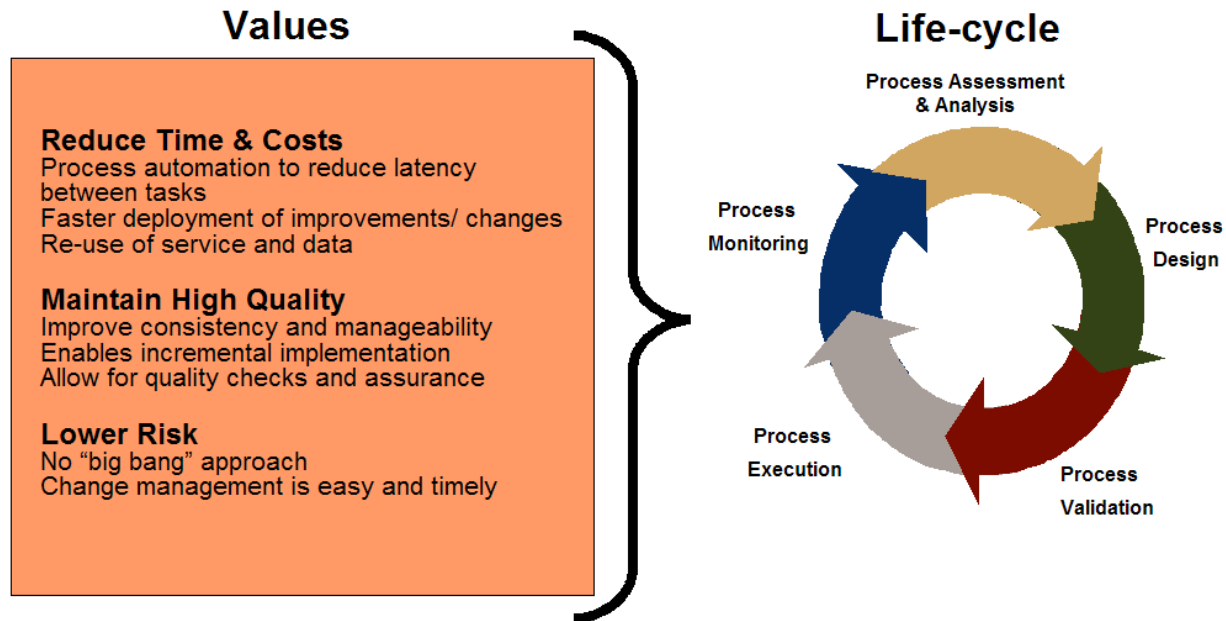 Values
Reduce Time & Costs
Process automation to reduce latency
between tasks
Faster deployment of improvements/ changes
Re-use of service and data
Maintain High Quality
Improve consistency and manageability
Enables incremental implementation
Allow for quality checks and assurance
Lower Risk
No “big bang” approach
Change management is easy and timely
Life-cycle
Process Assessment
& Analysis
Process
Design
Process
Validation
Process
Execution
Process
Monitoring